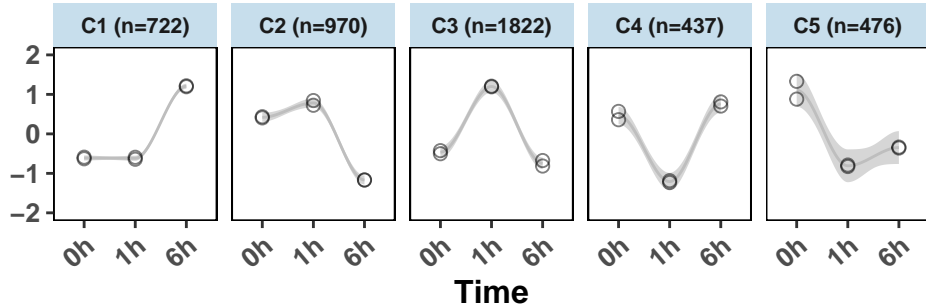 C1 (n=722) C2 (n=970) C3 (n=1822) C4 (n=437) C5 (n=476)
2
1
0
−1
−2
0h 1h 6h 0h 1h 6h 0h 1h 6h 0h 1h 6h 0h 1h 6h
Time